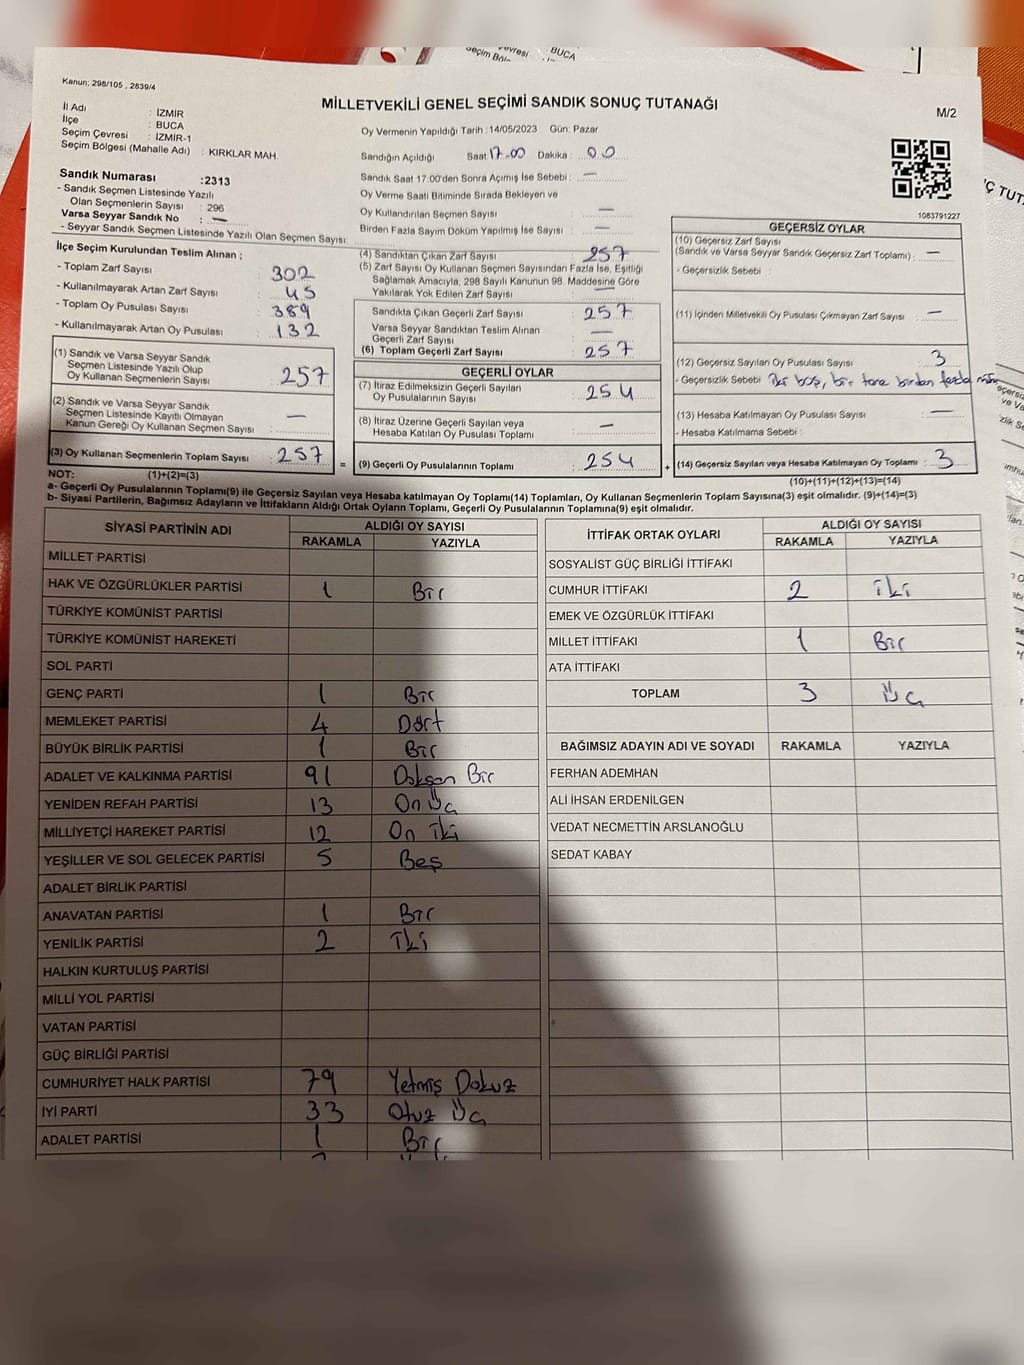 Kanun; 298/105 , 2839/4
MİLLETVEKİLİ GENEL SEÇİMİ SANDIK SONUÇ TUTANAĞI
M/2
İl Adı : İZMİR
İlçe : BUCA
Seçim Çevresi : İZMİR-1
Seçim Bölgesi (Mahalle Adı) : KIRKLAR MAH.
Oy Vermenin Yapıldığı Tarih :14/05/2023 Gün: Pazar
Sandığın Açıldığı Saat 17.00 Dakika : 00
Sandık Saat 17.00'den Sonra Açımış İse Sebebi : —
Oy Verme Saati Bitiminde Sırada Bekleyen ve
Oy Kullandırılan Seçmen Sayısı : —
Birden Fazla Sayım Döküm Yapılmış İse Sayısı : —
Sandık Numarası :2313
- Sandık Seçmen Listesinde Yazılı
Olan Seçmenlerin Sayısı : 296
Varsa Seyyar Sandık No : —
- Seyyar Sandık Seçmen Listesinde Yazılı Olan Seçmen Sayısı:
1083791227
İlçe Seçim Kurulundan Teslim Alınan ;
- Toplam Zarf Sayısı : 302
- Kullanılmayarak Artan Zarf Sayısı : 45
- Toplam Oy Pusulası Sayısı : 389
- Kullanılmayarak Artan Oy Pusulası : 132
(1) Sandık ve Varsa Seyyar Sandık
Seçmen Listesinde Yazılı Olup
Oy Kullanan Seçmenlerin Sayısı : 257
(2) Sandık ve Varsa Seyyar Sandık
Seçmen Listesinde Kayıtlı Olmayan
Kanun Gereği Oy Kullanan Seçmen Sayısı : —
(3) Oy Kullanan Seçmenlerin Toplam Sayısı : 257
(4) Sandıktan Çıkan Zarf Sayısı : 257
(5) Zarf Sayısı Oy Kullanan Seçmen Sayısından Fazla İse, Eşitliği
Sağlamak Amacıyla; 298 Sayılı Kanunun 98. Maddesine Göre
Yakılarak Yok Edilen Zarf Sayısı : —
Sandıkta Çıkan Geçerli Zarf Sayısı : 257
Varsa Seyyar Sandıktan Teslim Alınan
Geçerli Zarf Sayısı : —
(6) Toplam Geçerli Zarf Sayısı : 257
GEÇERLİ OYLAR
(7) İtiraz Edilmeksizin Geçerli Sayılan
Oy Pusulalarının Sayısı : 254
(8) İtiraz Üzerine Geçerli Sayılan veya
Hesaba Katılan Oy Pusulası Toplamı : —
= (9) Geçerli Oy Pusulalarının Toplamı : 254
GEÇERSİZ OYLAR
(10) Geçersiz Zarf Sayısı
(Sandık ve Varsa Seyyar Sandık Geçersiz Zarf Toplamı) : —
- Geçersizlik Sebebi :
(11) İçinden Milletvekili Oy Pusulası Çıkmayan Zarf Sayısı : —
(12) Geçersiz Sayılan Oy Pusulası Sayısı : 3
- Geçersizlik Sebebi : iki boş, bir tane birden fazla
(13) Hesaba Katılmayan Oy Pusulası Sayısı : —
- Hesaba Katılmama Sebebi :
+ (14) Geçersiz Sayılan veya Hesaba Katılmayan Oy Toplamı : 3
NOT: (1)+(2)=(3)
(10)+(11)+(12)+(13)=(14)
a- Geçerli Oy Pusulalarının Toplamı(9) ile Geçersiz Sayılan veya Hesaba katılmayan Oy Toplamı(14) Toplamları, Oy Kullanan Seçmenlerin Toplam Sayısına(3) eşit olmalıdır. (9)+(14)=(3)
b- Siyasi Partilerin, Bağımsız Adayların ve İttifakların Aldığı Ortak Oyların Toplamı, Geçerli Oy Pusulalarının Toplamına(9) eşit olmalıdır.
SİYASİ PARTİNİN ADI ALDIĞI OY SAYISI
RAKAMLA YAZIYLA
MİLLET PARTİSİ
HAK VE ÖZGÜRLÜKLER PARTİSİ 1 Bir
TÜRKİYE KOMÜNİST PARTİSİ
TÜRKİYE KOMÜNİST HAREKETİ
SOL PARTİ
GENÇ PARTİ 1 Bir
MEMLEKET PARTİSİ 4 Dört
BÜYÜK BİRLİK PARTİSİ 1 Bir
ADALET VE KALKINMA PARTİSİ 91 Doksan Bir
YENİDEN REFAH PARTİSİ 13 On Üç
MİLLİYETÇİ HAREKET PARTİSİ 12 On iki
YEŞİLLER VE SOL GELECEK PARTİSİ 5 Beş
ADALET BİRLİK PARTİSİ
ANAVATAN PARTİSİ 1 Bir
YENİLİK PARTİSİ 2 iki
HALKIN KURTULUŞ PARTİSİ
MİLLİ YOL PARTİSİ
VATAN PARTİSİ
GÜÇ BİRLİĞİ PARTİSİ
CUMHURİYET HALK PARTİSİ 79 Yetmiş Dokuz
İYİ PARTİ 33 Otuz Üç
ADALET PARTİSİ 1 Bir
İTTİFAK ORTAK OYLARI ALDIĞI OY SAYISI
RAKAMLA YAZIYLA
SOSYALİST GÜÇ BİRLİĞİ İTTİFAKI
CUMHUR İTTİFAKI 2 iki
EMEK VE ÖZGÜRLÜK İTTİFAKI
MİLLET İTTİFAKI 1 Bir
ATA İTTİFAKI
TOPLAM 3 Üç
BAĞIMSIZ ADAYIN ADI VE SOYADI RAKAMLA YAZIYLA
FERHAN ADEMHAN
ALİ İHSAN ERDENİLGEN
VEDAT NECMETTİN ARSLANOĞLU
SEDAT KABAY
BUCA